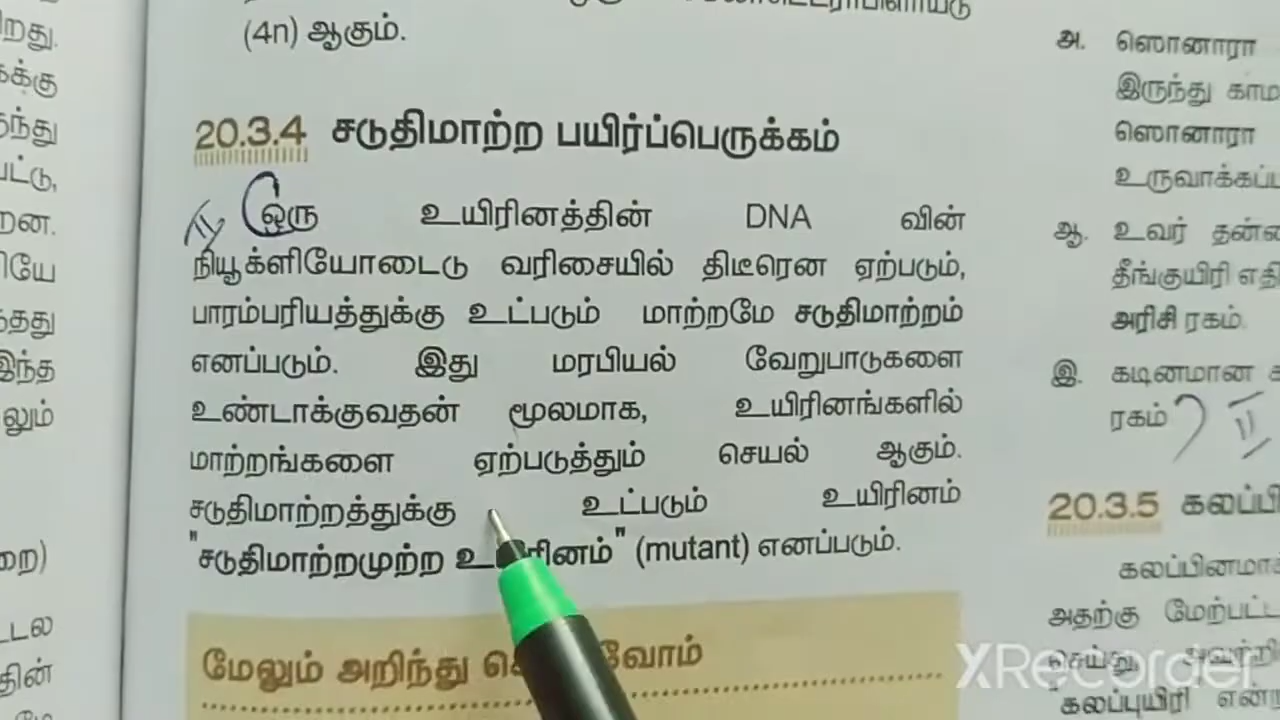 (4n) ஆகும்.
20.3.4 சடுதிமாற்ற பயிர்ப்பெருக்கம்
ஒரு உயிரினத்தின் DNA வின்
நியூக்ளியோடைடு வரிசையில் திடீரென ஏற்படும்,
பாரம்பரியத்துக்கு உட்படும் மாற்றமே சடுதிமாற்றம்
எனப்படும். இது மரபியல் வேறுபாடுகளை
உண்டாக்குவதன் மூலமாக, உயிரினங்களில்
மாற்றங்களை ஏற்படுத்தும் செயல் ஆகும்.
சடுதிமாற்றத்துக்கு உட்படும் உயிரினம்
"சடுதிமாற்றமுற்ற உயிரினம்" (mutant) எனப்படும்.
மேலும் அறிந்து
அ. ஸொனாரா
இருந்து காம
ஸொனாரா
உருவாக்கப்
ஆ. உவர் தன்
தீங்குயிரி எதி
அரிசி ரகம்.
இ. கடினமான
ரகம் II
20.3.5 கலப்பி
கலப்பினமா
அதற்கு மேற்பட்ட
செய்து, அவற்றி
"கலப்புயிரி என்
XRecorder